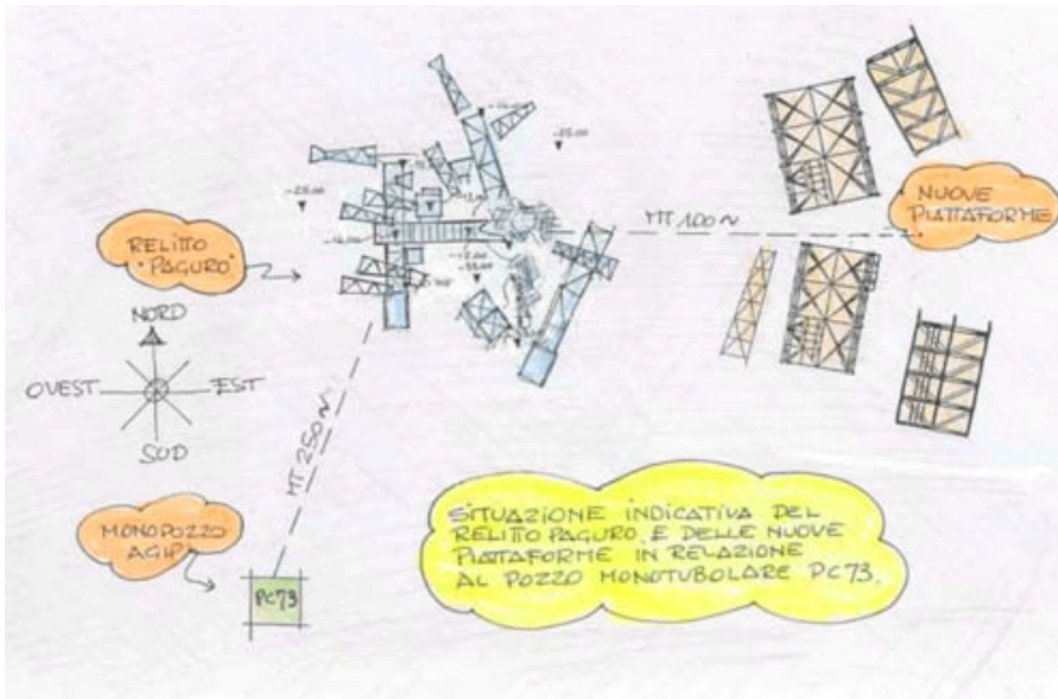 NUOVE
PIATTAFORME
-25.00
-25.00
MT 100 ~
RELITTO
"PAGURO"
NORD
OVEST
EST
SUD
MT 250 ~
MONOPOZZO
AGIP
PC73
SITUAZIONE INDICATIVA DEL
RELITTO PAGURO, E DELLE NUOVE
PIATTAFORME IN RELAZIONE
AL POZZO MONOTUBOLARE PC73.